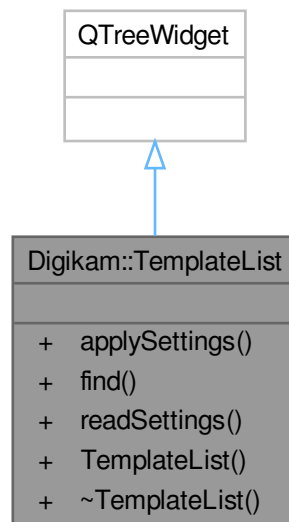 QTreeWidget
Digikam::TemplateList
+ applySettings()
+ find()
+ readSettings()
+ TemplateList()
+ ~TemplateList()